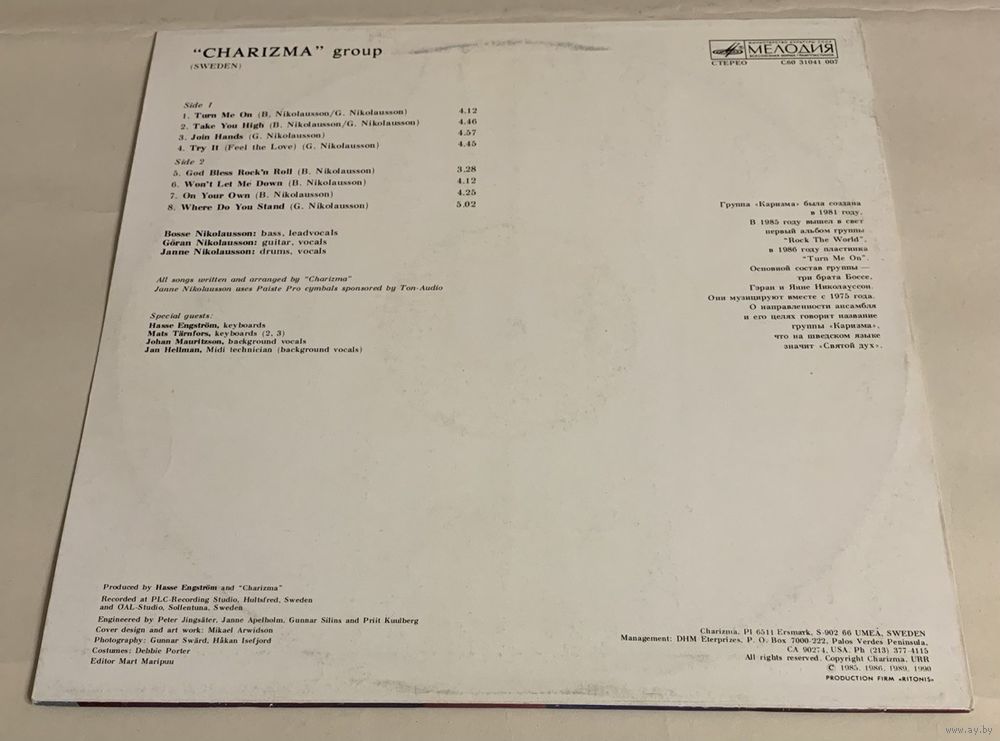 “CHARIZMA” group
(SWEDEN)
МЕЛОДИЯ
СТЕРЕО С60 31041 007
Side 1
1. Turn Me On (B. Nikolausson/G. Nikolausson) 4.12
2. Take You High (B. Nikolausson/G. Nikolausson) 4.46
3. Join Hands (G. Nikolausson) 4.57
4. Try It (Feel the Love) (G. Nikolausson) 4.45
Side 2
5. God Bless Rock'n Roll (B. Nikolausson) 3.28
6. Won't Let Me Down (B. Nikolausson) 4.12
7. On Your Own (B. Nikolausson) 4.25
8. Where Do You Stand (G. Nikolausson) 5.02
Bosse Nikolausson: bass, leadvocals
Göran Nikolausson: guitar, vocals
Janne Nikolausson: drums, vocals
All songs written and arranged by “Charizma”
Janne Nikolausson uses Paiste Pro cymbals sponsored by Ton-Audio
Special guests:
Hasse Engström, keyboards
Mats Tärnfors, keyboards (2, 3)
Johan Mauritzson, background vocals
Jan Hellman, Midi technician (background vocals)
Группа «Каризма» была создана
в 1981 году.
В 1985 году вышел в свет
первый альбом группы
“Rock The World”,
в 1986 году пластинка
“Turn Me On”.
Основной состав группы —
три брата Боссе,
Гэран и Янне Николауссон.
Они музицируют вместе с 1975 года.
О направленности ансамбля
и его целях говорит название
группы «Каризма»,
что на шведском языке
значит «Святой дух».
Produced by Hasse Engström and “Charizma”
Recorded at PLC-Recording Studio, Hultsfred, Sweden
and OAL-Studio, Sollentuna, Sweden
Engineered by Peter Jingsäter, Janne Apelholm, Gunnar Silins and Priit Kuulberg
Cover design and art work: Mikael Arwidson
Photography: Gunnar Swärd, Håkan Isefjord
Costumes: Debbie Porter
Editor Mart Maripuu
Charizma, Pl 6511 Ersmark, S-902 66 UMEÅ, SWEDEN
Management: DHM Eterprizes, P. O. Box 7000-222, Palos Verdes Peninsula,
CA 90274, USA. Ph (213) 377-4115
All rights reserved. Copyright Charizma, URR
© 1985, 1986, 1989, 1990
PRODUCTION FIRM «RITONIS»
www.ay.by